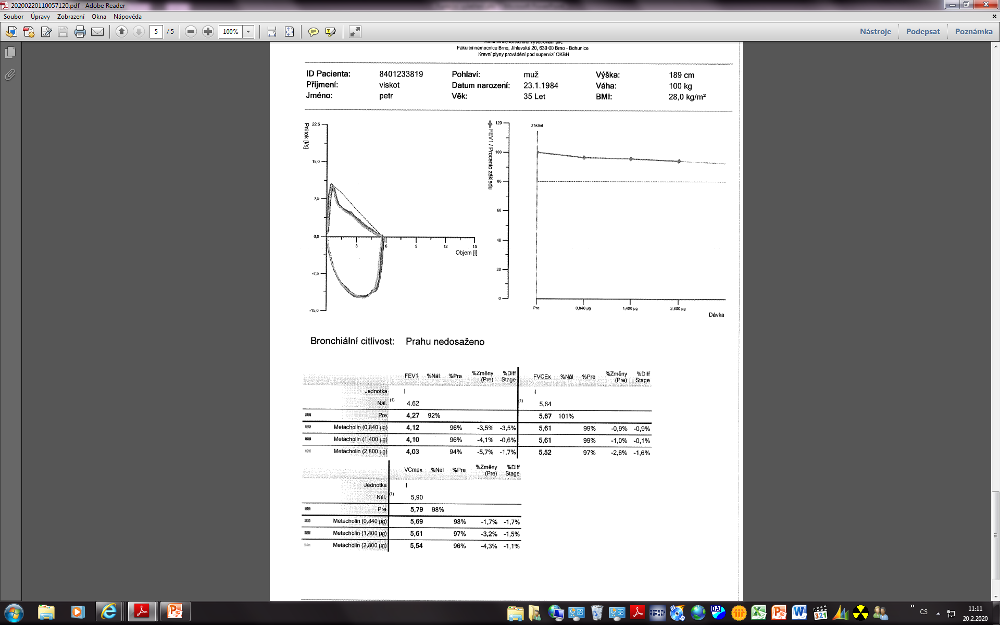 20200220110057120.pdf - Adobe Reader
Soubor Úpravy Zobrazení Okna Nápověda
5 / 5 100% Nástroje Podepsat Poznámka
Ambulance funkčního vyšetřování plic
Fakultní nemocnice Brno, Jihlavská 20, 639 00 Brno - Bohunice
Krevní plyny provádění pod supervizí OKBH
ID Pacienta: 8401233819 Pohlaví: muž Výška: 189 cm
Příjmení: viskot Datum narození: 23.1.1984 Váha: 100 kg
Jméno: petr Věk: 35 Let BMI: 28,0 kg/m²
Průtok [l/s]
22,5
15,0
7,5
0,0
-7,5
-15,0
3 6 9 12 15
Objem [l]
FEV1 / Procento základu
120
100
80
60
40
20
0
Základ
Pre 0,840 µg 1,400 µg 2,800 µg
Dávka
Bronchiální citlivost: Prahu nedosaženo
FEV1 %Nál %Pre %Změny (Pre) %Diff Stage FVCEx %Nál %Pre %Změny (Pre) %Diff Stage
Jednotka l l
Nál. (1) 4,62 (1) 5,64
Pre 4,27 92% 5,67 101%
Metacholin (0,840 µg) 4,12 96% -3,5% -3,5% 5,61 99% -0,9% -0,9%
Metacholin (1,400 µg) 4,10 96% -4,1% -0,6% 5,61 99% -1,0% -0,1%
Metacholin (2,800 µg) 4,03 94% -5,7% -1,7% 5,52 97% -2,6% -1,6%
VCmax %Nál %Pre %Změny (Pre) %Diff Stage
Jednotka l
Nál. (1) 5,90
Pre 5,79 98%
Metacholin (0,840 µg) 5,69 98% -1,7% -1,7%
Metacholin (1,400 µg) 5,61 97% -3,2% -1,5%
Metacholin (2,800 µg) 5,54 96% -4,3% -1,1%
DA
321
CS
11:11
20.2.2020